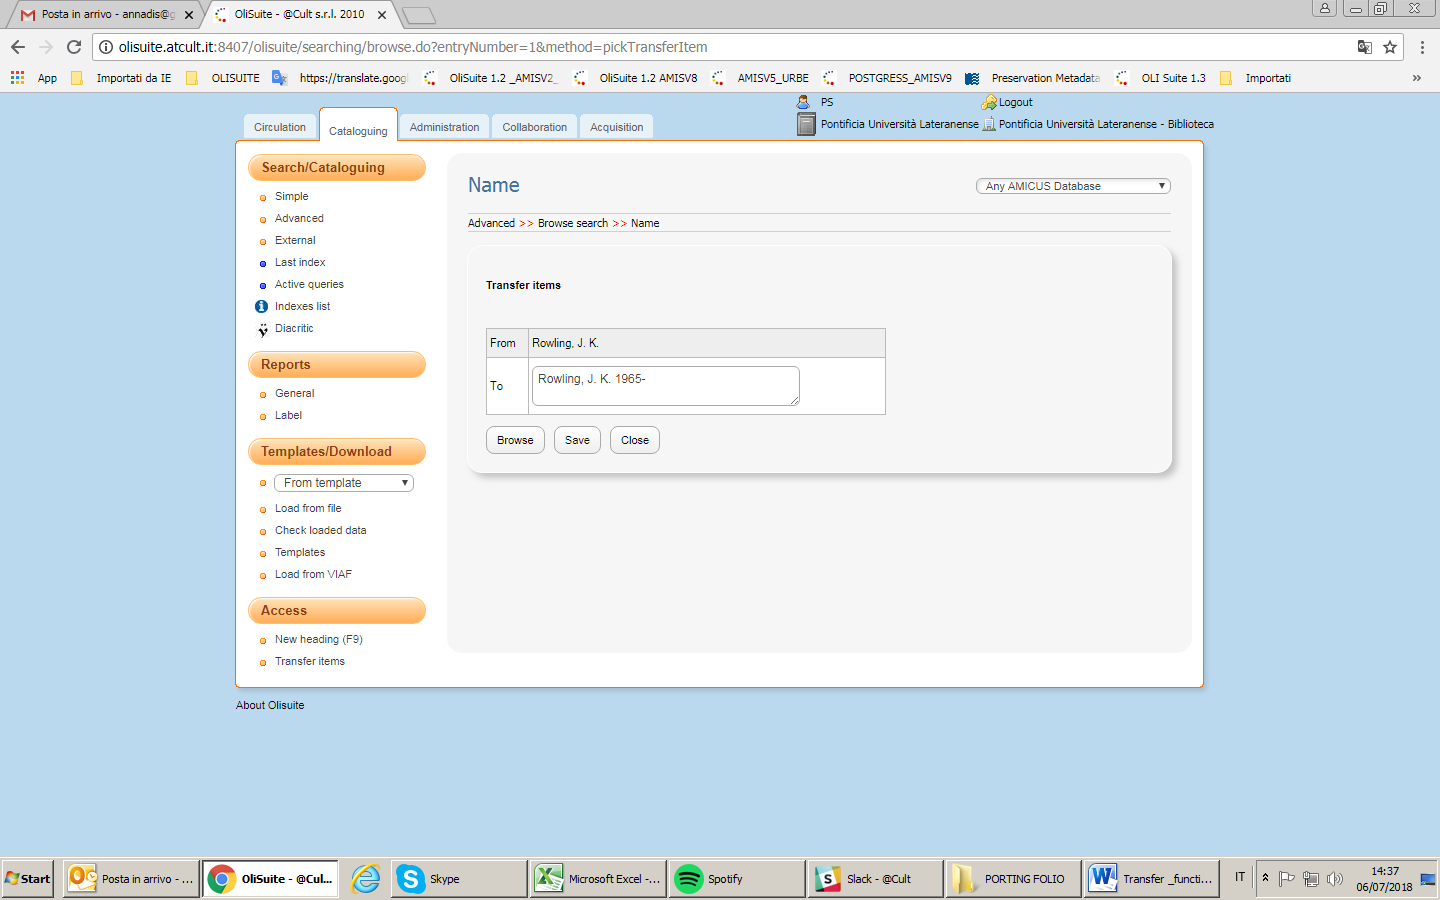 Posta in arrivo - annadis@g
OliSuite - @Cult s.r.l. 2010
olisuite.atcult.it:8407/olisuite/searching/browse.do?entryNumber=1&method=pickTransferItem
App Importati da IE OLISUITE https://translate.goog OliSuite 1.2 _AMISV2_ OliSuite 1.2 AMISV8 AMISV5_URBE POSTGRESS_AMISV9 Preservation Metadata OLI Suite 1.3 Importati »
PS Logout
Pontificia Università Lateranense Pontificia Università Lateranense - Biblioteca
Circulation Cataloguing Administration Collaboration Acquisition
Search/Cataloguing
Simple
Advanced
External
Last index
Active queries
Indexes list
Diacritic
Reports
General
Label
Templates/Download
From template
Load from file
Check loaded data
Templates
Load from VIAF
Access
New heading (F9)
Transfer items
Name
Any AMICUS Database
Advanced >> Browse search >> Name
Transfer items
From Rowling, J. K.
To Rowling, J. K. 1965-
Browse Save Close
About Olisuite
Start Posta in arrivo - ... OliSuite - @Cul... Skype Microsoft Excel -... Spotify Slack - @Cult PORTING FOLIO Transfer _functi... IT 14:37
06/07/2018